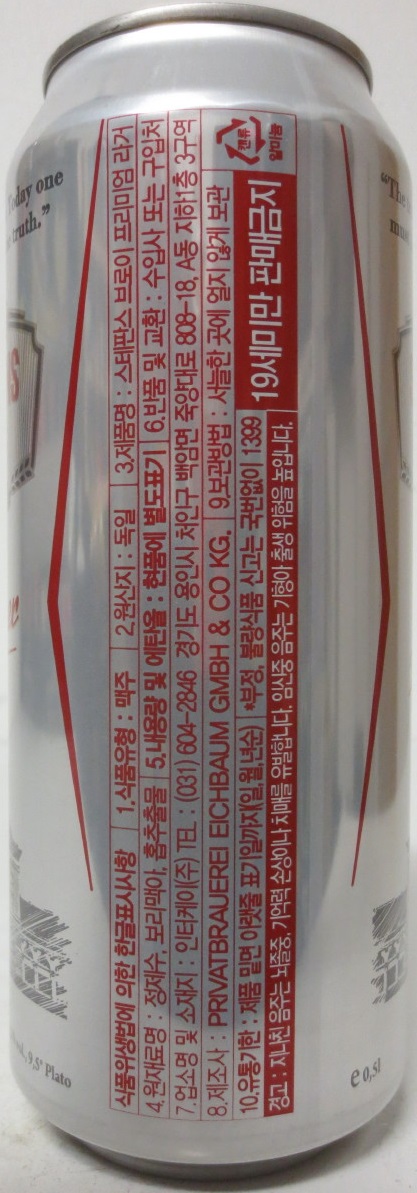 today one
truth.”
“The
식품위생법에 의한 한글표시사항 1.식품유형 : 맥주 2.원산지 : 독일 3.제품명 : 스테판스 브로이 프리미엄 라거
4.원재료명 : 정제수, 보리맥아, 홉추출물 5.내용량 및 에탄올 : 현품에 별도표기 6.반품 및 교환 : 수입사 또는 구입처
7.업소명 및 소재지 : 인터케이(주) TEL : (031) 604-2846 경기도 용인시 처인구 백암면 죽양대로 808-18, A동 지하1층 3구역
8.제조사 : PRIVATBRAUEREI EICHBAUM GMBH & CO KG, 9.보관방법 : 서늘한 곳에 얼지 않게 보관
10.유통기한 : 제품 밑면 아랫줄 표기일까지(일,월,년순) *부정, 불량식품 신고는 국번없이 1399
경고 : 지나친 음주는 뇌졸중, 기억력 손상이나 치매를 유발합니다. 임신중 음주는 기형아 출생 위험을 높입니다.
19세미만 판매금지
캔류
알미늄
9,5° Plato
e 0,5l